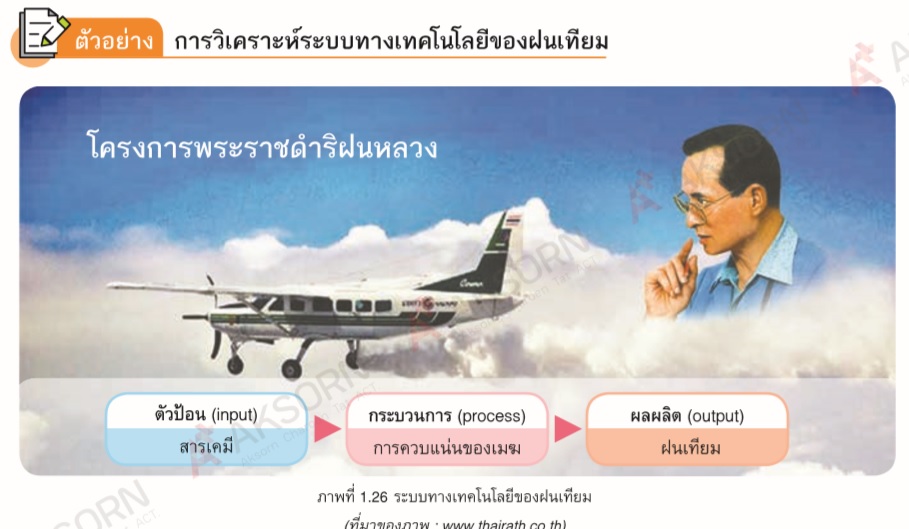 ตัวอย่าง การวิเคราะห์ระบบทางเทคโนโลยีของฝนเทียม
โครงการพระราชดำริฝนหลวง
ตัวป้อน (input)
สารเคมี
กระบวนการ (process)
การควบแน่นของเมฆ
ผลผลิต (output)
ฝนเทียม
ภาพที่ 1.26 ระบบทางเทคโนโลยีของฝนเทียม
(ที่มาของภาพ : www.thairath.co.th)
AKSORN